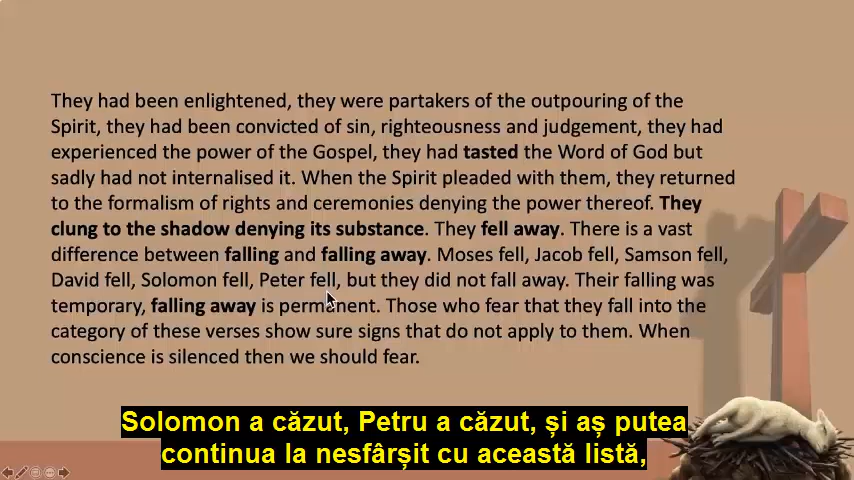 They had been enlightened, they were partakers of the outpouring of the
Spirit, they had been convicted of sin, righteousness and judgement, they had
experienced the power of the Gospel, they had tasted the Word of God but
sadly had not internalised it. When the Spirit pleaded with them, they returned
to the formalism of rights and ceremonies denying the power thereof. They
clung to the shadow denying its substance. They fell away. There is a vast
difference between falling and falling away. Moses fell, Jacob fell, Samson fell,
David fell, Solomon fell, Peter fell, but they did not fall away. Their falling was
temporary, falling away is permanent. Those who fear that they fall into the
category of these verses show sure signs that do not apply to them. When
conscience is silenced then we should fear.
Solomon a căzut, Petru a căzut, și aș putea
continua la nesfârșit cu această listă,